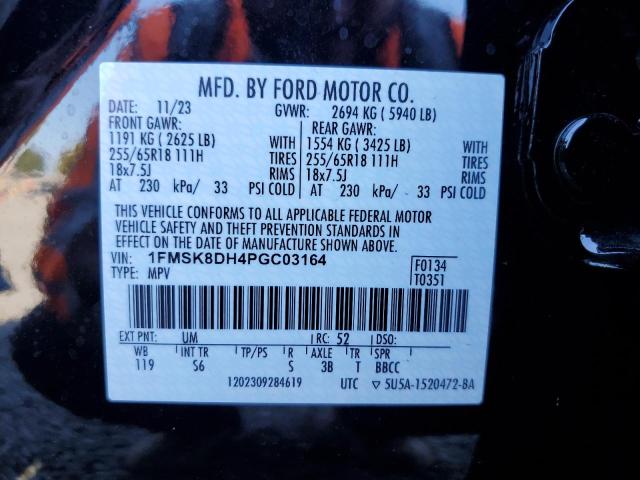 MFD. BY FORD MOTOR CO.
DATE: 11/23 GVWR: 2694 KG ( 5940 LB)
FRONT GAWR: REAR GAWR:
1191 KG ( 2625 LB) WITH 1554 KG ( 3425 LB) WITH
255/65R18 111H TIRES 255/65R18 111H TIRES
18x7.5J RIMS 18x7.5J RIMS
AT 230 kPa/ 33 PSI COLD AT 230 kPa/ 33 PSI COLD
THIS VEHICLE CONFORMS TO ALL APPLICABLE FEDERAL MOTOR
VEHICLE SAFETY AND THEFT PREVENTION STANDARDS IN
EFFECT ON THE DATE OF MANUFACTURE SHOWN ABOVE.
VIN: 1FMSK8DH4PGC03164 F0134
TYPE: MPV T0351
EXT PNT: UM RC: 52 DSO:
WB INT TR TP/PS R AXLE TR SPR
119 S6 S 3B T BBCC
1202309284619 UTC ▽5U5A-1520472-BA